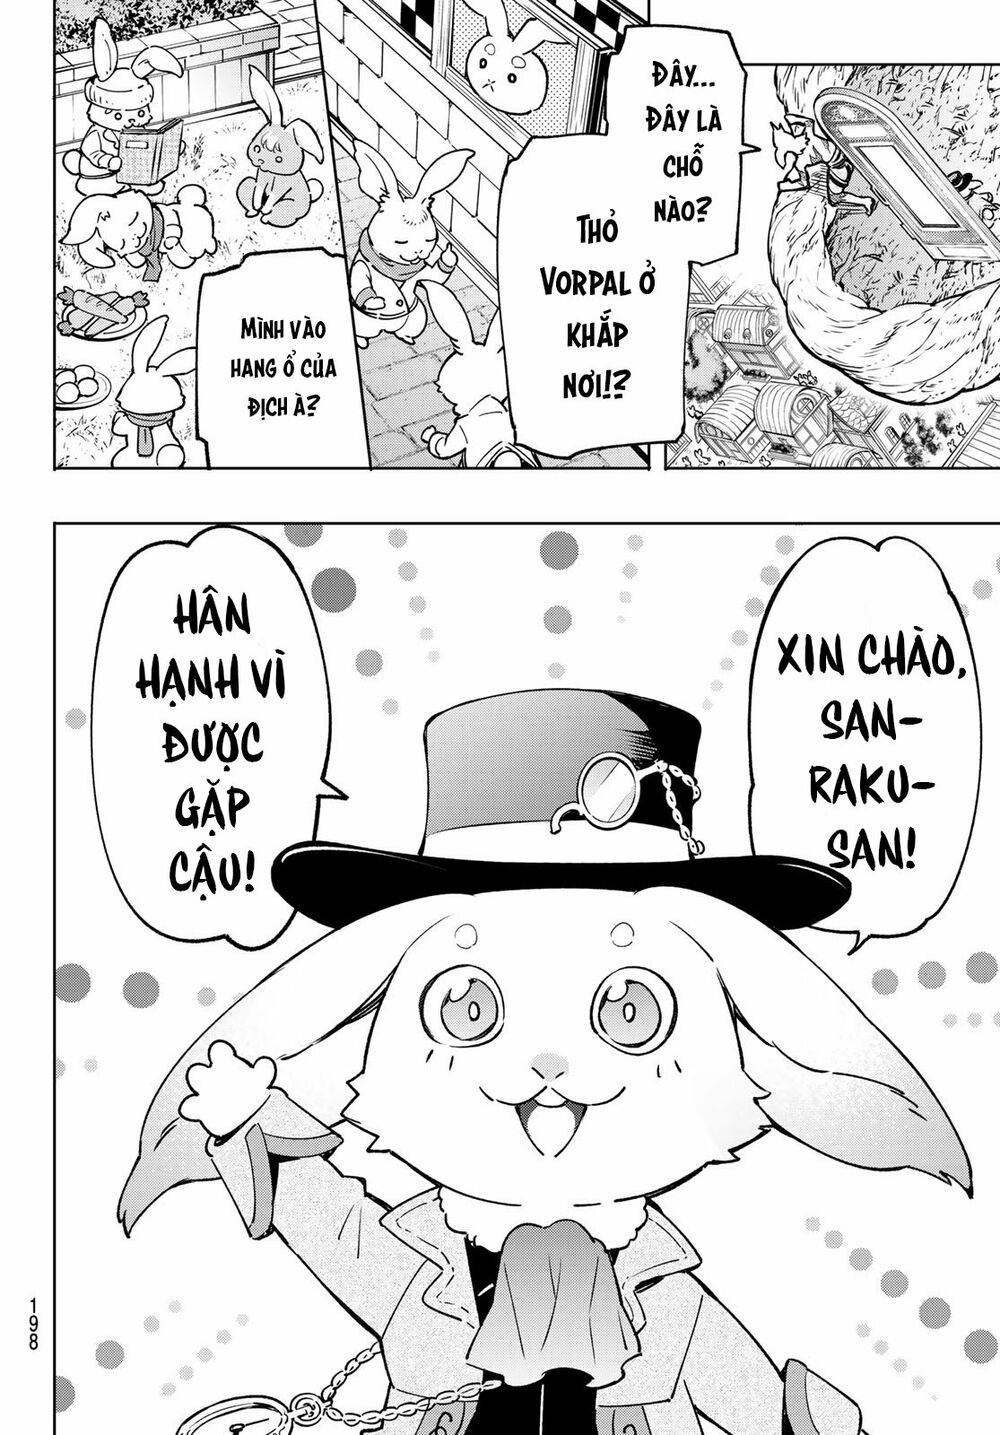 ĐÂY...
ĐÂY LÀ
CHỖ
NÀO?
THỎ
VORPAL Ở
KHẮP
NƠI!?
MÌNH VÀO
HANG Ổ CỦA
ĐỊCH À?
XIN CHÀO,
SAN-
RAKU-
SAN!
HÂN
HẠNH VÌ
ĐƯỢC
GẶP
CẬU!
198